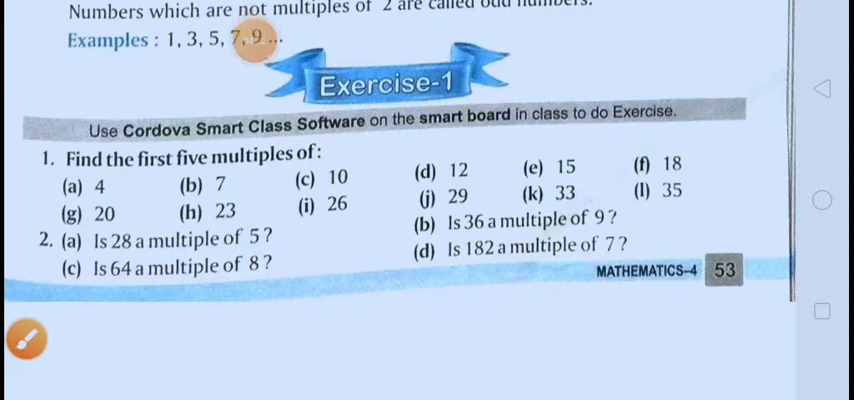 Numbers which are not multiples of 2 are called odd numbers.
Examples : 1, 3, 5, 7, 9 ...
Exercise-1
Use Cordova Smart Class Software on the smart board in class to do Exercise.
1. Find the first five multiples of:
(a) 4 (b) 7 (c) 10 (d) 12 (e) 15 (f) 18
(g) 20 (h) 23 (i) 26 (j) 29 (k) 33 (l) 35
2. (a) Is 28 a multiple of 5? (b) Is 36 a multiple of 9?
(c) Is 64 a multiple of 8? (d) Is 182 a multiple of 7?
MATHEMATICS-4 53